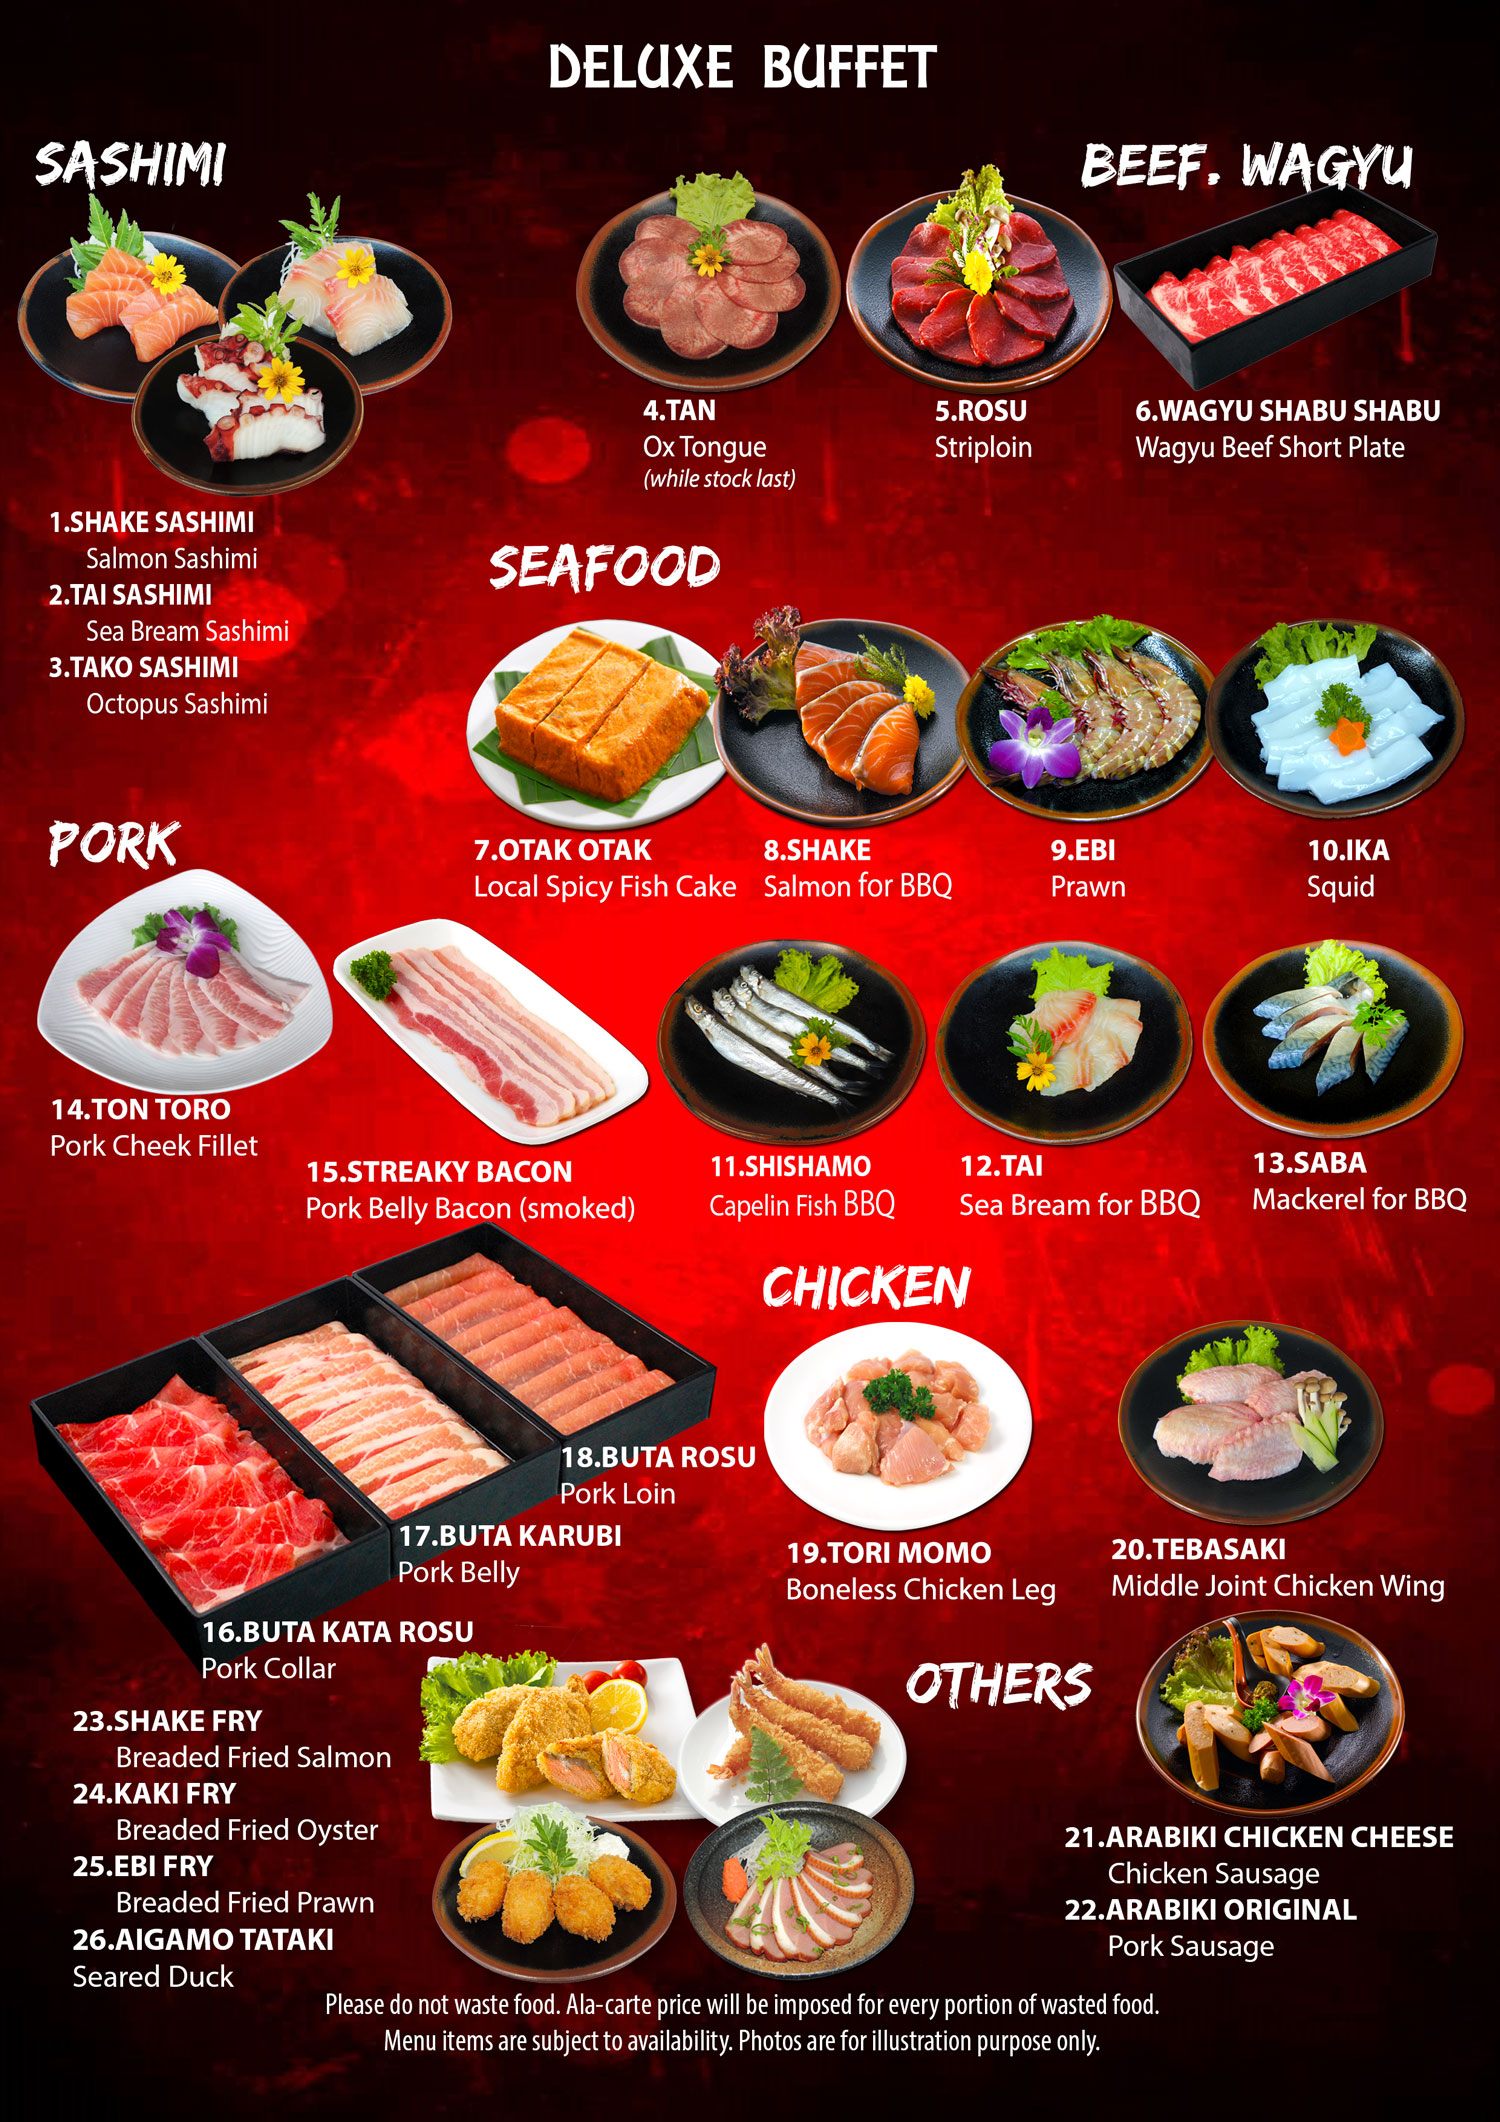 DELUXE BUFFET
SASHIMI
1.SHAKE SASHIMI
Salmon Sashimi
2.TAI SASHIMI
Sea Bream Sashimi
3.TAKO SASHIMI
Octopus Sashimi
BEEF. WAGYU
4.TAN
Ox Tongue
(while stock last)
5.ROSU
Striploin
6.WAGYU SHABU SHABU
Wagyu Beef Short Plate
SEAFOOD
7.OTAK OTAK
Local Spicy Fish Cake
8.SHAKE
Salmon for BBQ
9.EBI
Prawn
10.IKA
Squid
11.SHISHAMO
Capelin Fish BBQ
12.TAI
Sea Bream for BBQ
13.SABA
Mackerel for BBQ
PORK
14.TON TORO
Pork Cheek Fillet
15.STREAKY BACON
Pork Belly Bacon (smoked)
16.BUTA KATA ROSU
Pork Collar
17.BUTA KARUBI
Pork Belly
18.BUTA ROSU
Pork Loin
CHICKEN
19.TORI MOMO
Boneless Chicken Leg
20.TEBASAKI
Middle Joint Chicken Wing
OTHERS
21.ARABIKI CHICKEN CHEESE
Chicken Sausage
22.ARABIKI ORIGINAL
Pork Sausage
23.SHAKE FRY
Breaded Fried Salmon
24.KAKI FRY
Breaded Fried Oyster
25.EBI FRY
Breaded Fried Prawn
26.AIGAMO TATAKI
Seared Duck
Please do not waste food. Ala-carte price will be imposed for every portion of wasted food.
Menu items are subject to availability. Photos are for illustration purpose only.